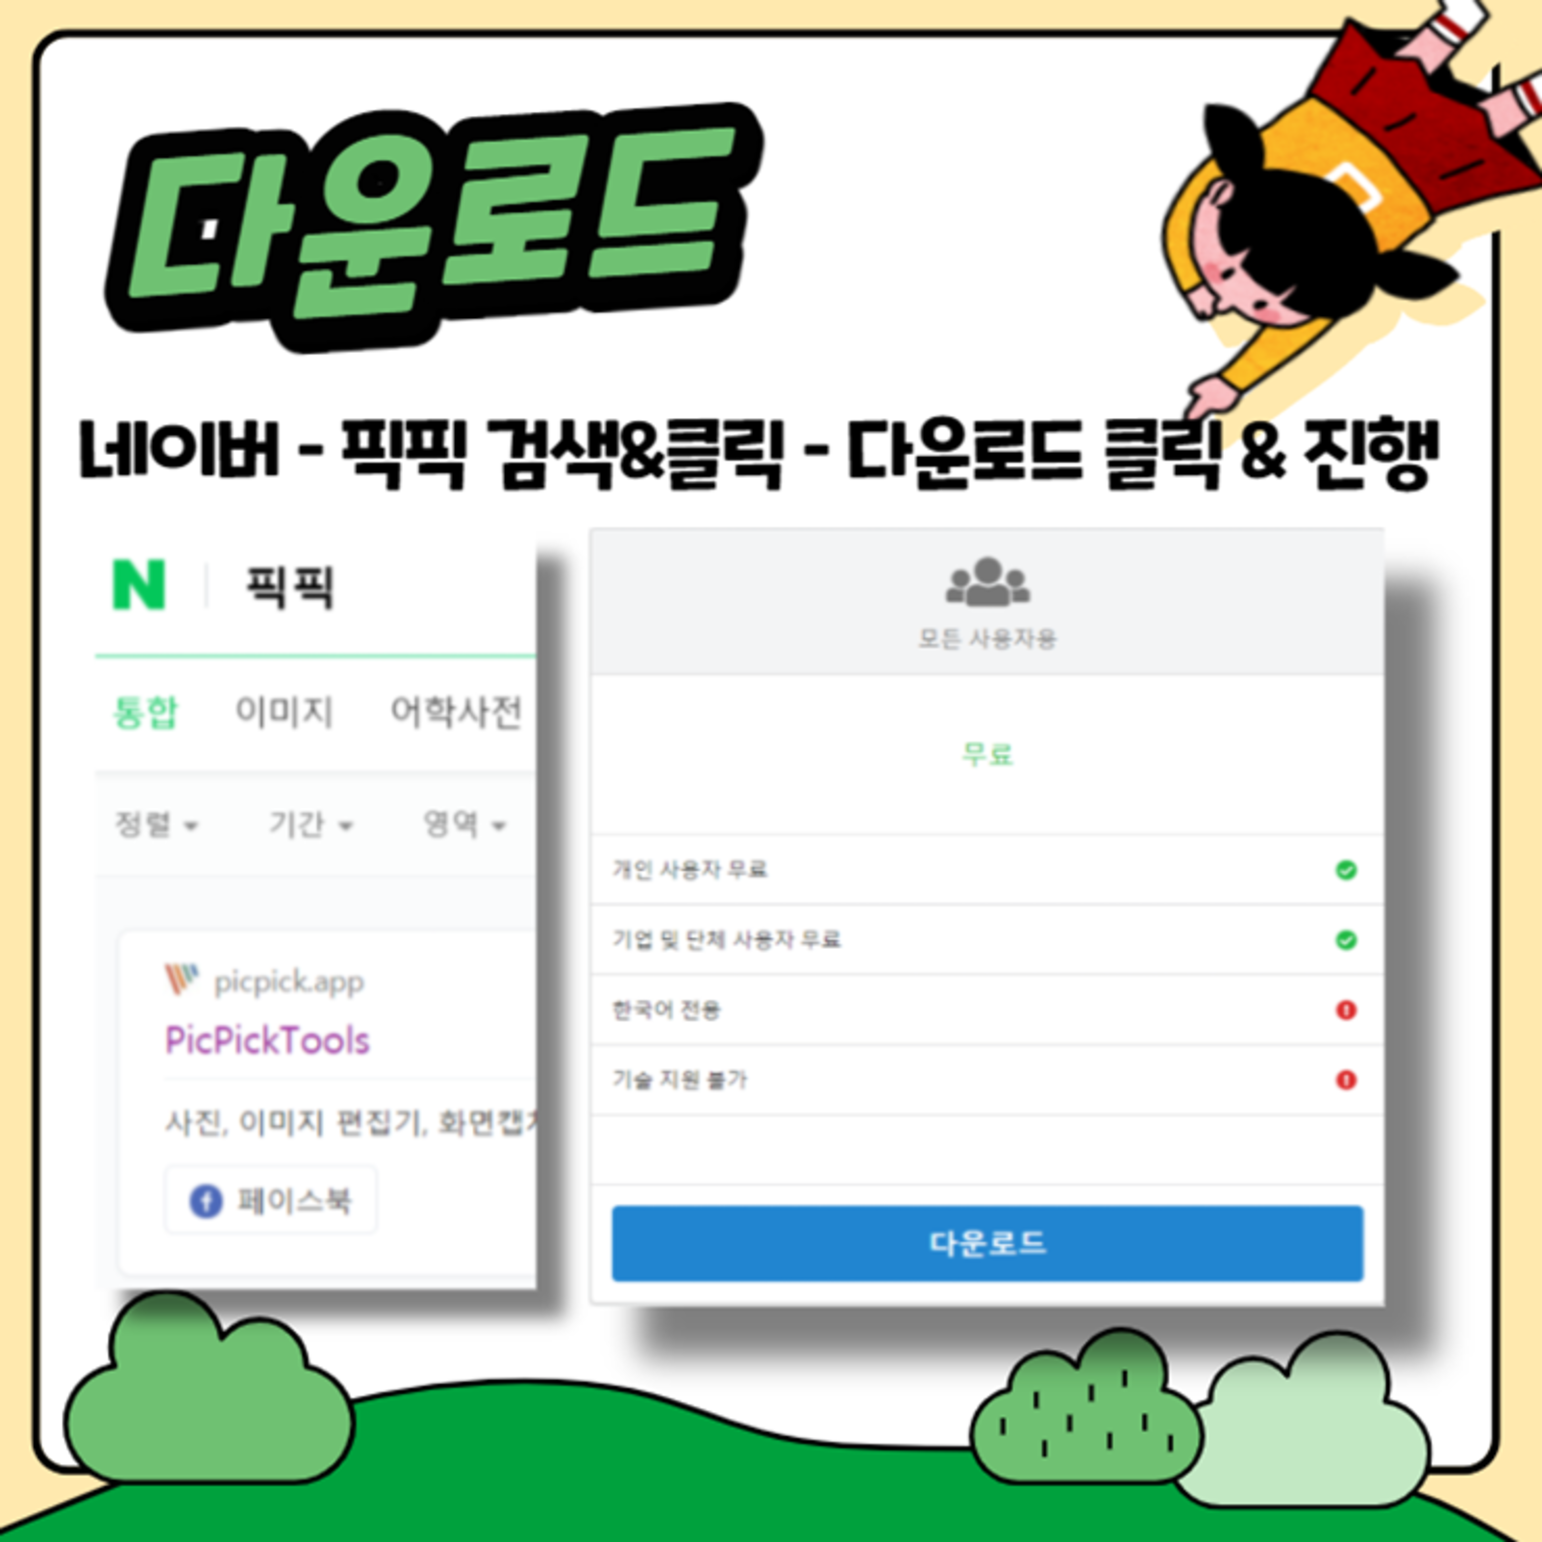 다운로드
네이버 - 픽픽 검색&클릭 - 다운로드 클릭 & 진행
N 픽픽
통합 이미지 어학사전
정렬 기간 영역
picpick.app
PicPickTools
사진, 이미지 편집기, 화면캡
페이스북
모든 사용자용
무료
개인 사용자 무료
기업 및 단체 사용자 무료
한국어 전용
기술 지원 불가
다운로드